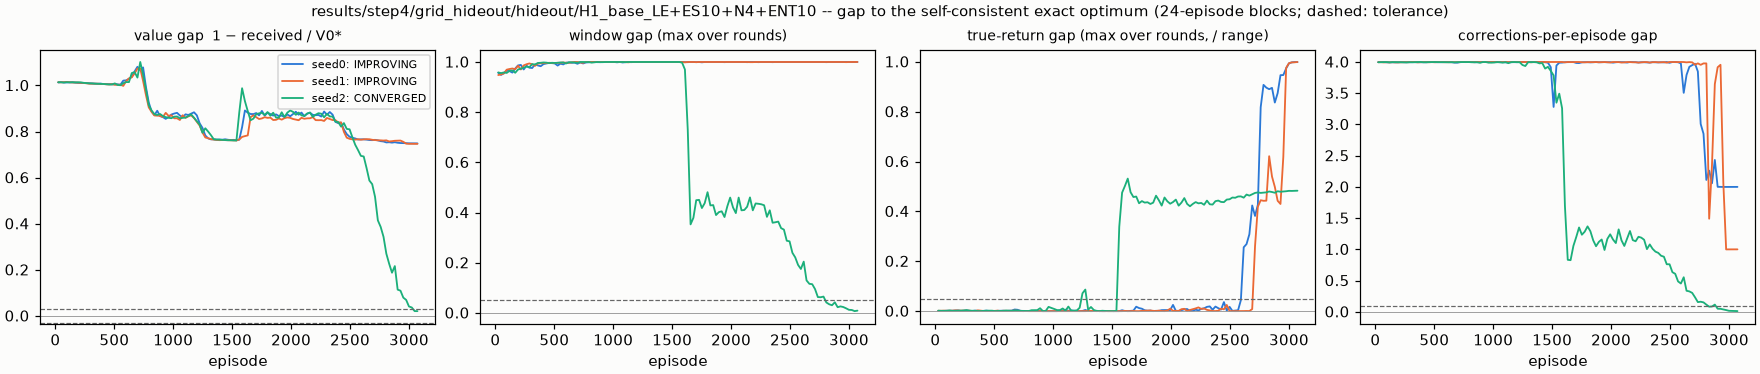 results/step4/grid_hideout/hideout/H1_base_LE+ES10+N4+ENT10 -- gap to the self-consistent exact optimum (24-episode blocks; dashed: tolerance)
value gap 1 − received / V0*
1.0
0.8
0.6
0.4
0.2
0.0
seed0: IMPROVING
seed1: IMPROVING
seed2: CONVERGED
0 500 1000 1500 2000 2500 3000
episode
window gap (max over rounds)
1.0
0.8
0.6
0.4
0.2
0.0
0 500 1000 1500 2000 2500 3000
episode
true-return gap (max over rounds, / range)
1.0
0.8
0.6
0.4
0.2
0.0
0 500 1000 1500 2000 2500 3000
episode
corrections-per-episode gap
4.0
3.5
3.0
2.5
2.0
1.5
1.0
0.5
0.0
0 500 1000 1500 2000 2500 3000
episode